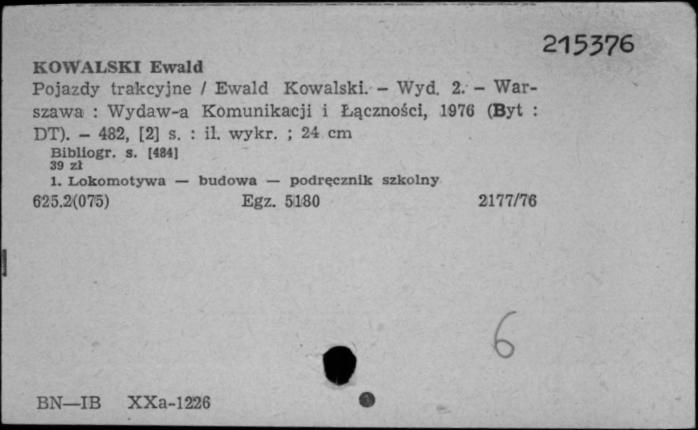 215376
KOWALSKI Ewald
Pojazdy trakcyjne / Ewald Kowalski. – Wyd. 2. – War-
szawa : Wydaw-a Komunikacji i Łączności, 1976 (Byt :
DT). – 482, [2] s. : il. wykr. ; 24 cm
Bibliogr. s. [484]
39 zł
1. Lokomotywa — budowa — podręcznik szkolny
625.2(075) Egz. 5180 2177/76
6
BN—IB XXa-1226